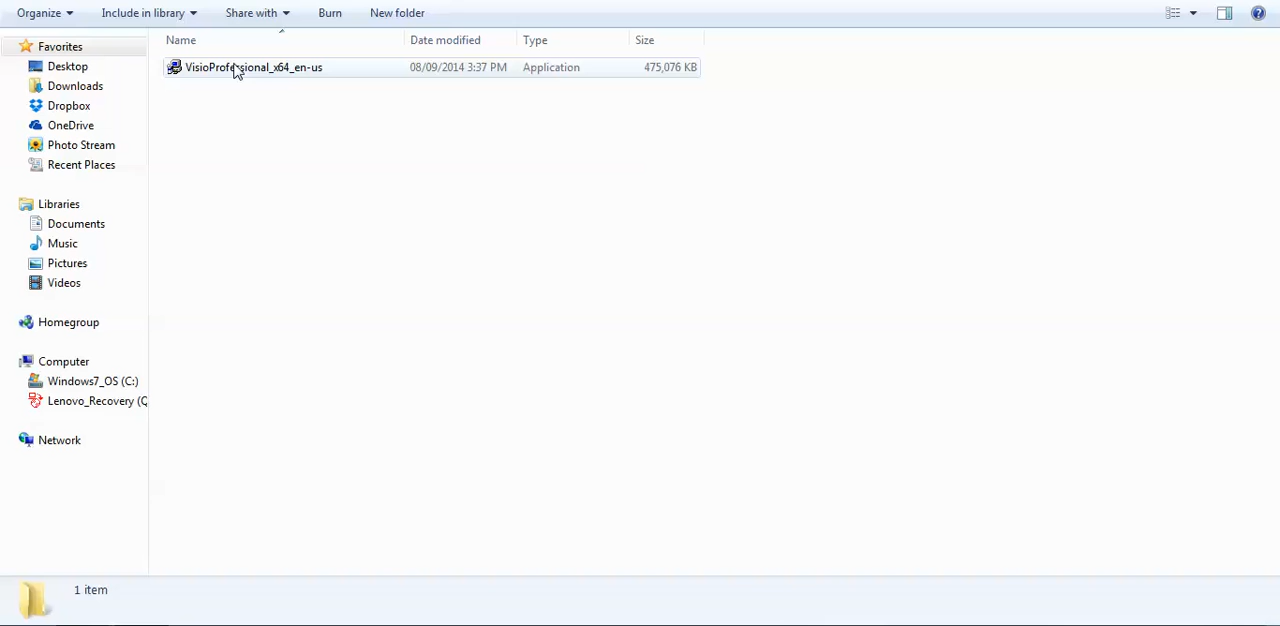 Organize Include in library Share with Burn New folder
Name Date modified Type Size
Favorites
VisioProfessional_x64_en-us 08/09/2014 3:37 PM Application 475,076 KB
Desktop
Downloads
Dropbox
OneDrive
Photo Stream
Recent Places
Libraries
Documents
Music
Pictures
Videos
Homegroup
Computer
Windows7_OS (C:)
Lenovo_Recovery (Q
Network
1 item